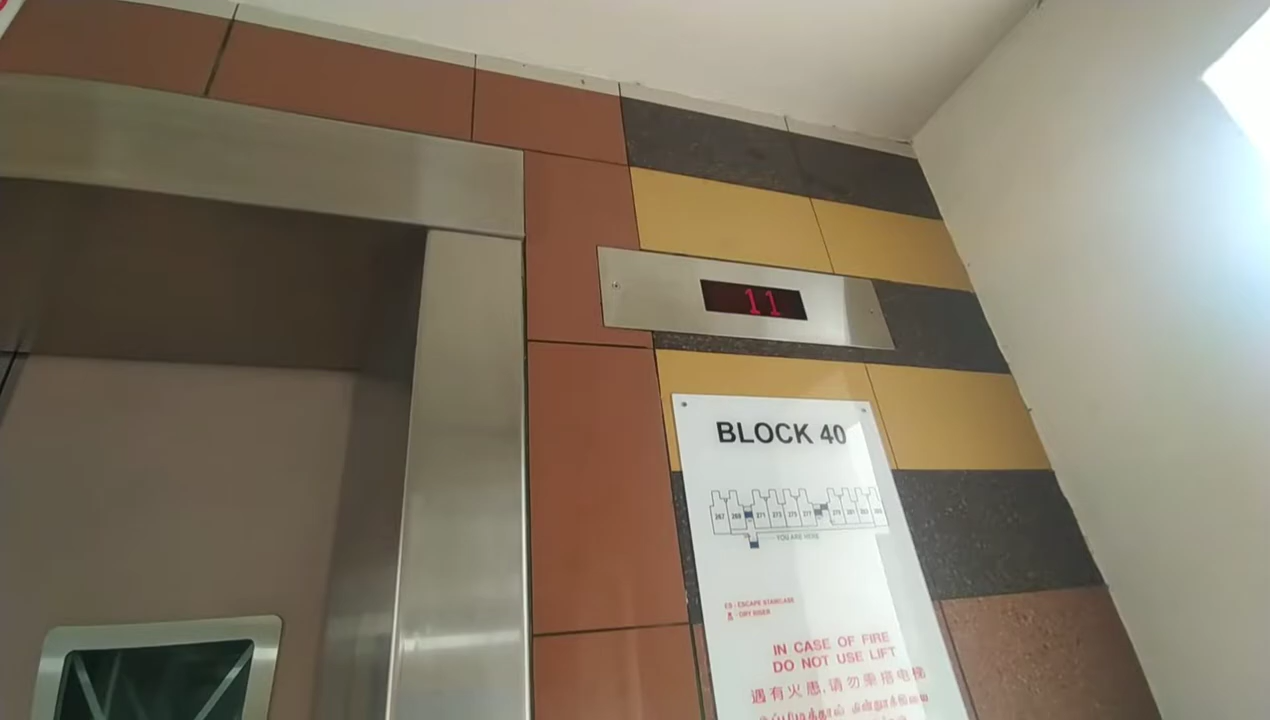 11
BLOCK 40
YOU ARE HERE
ES - ESCAPE STAIRCASE
- DRY RISER
IN CASE OF FIRE
DO NOT USE LIFT
遇有火患,请勿乘搭电梯